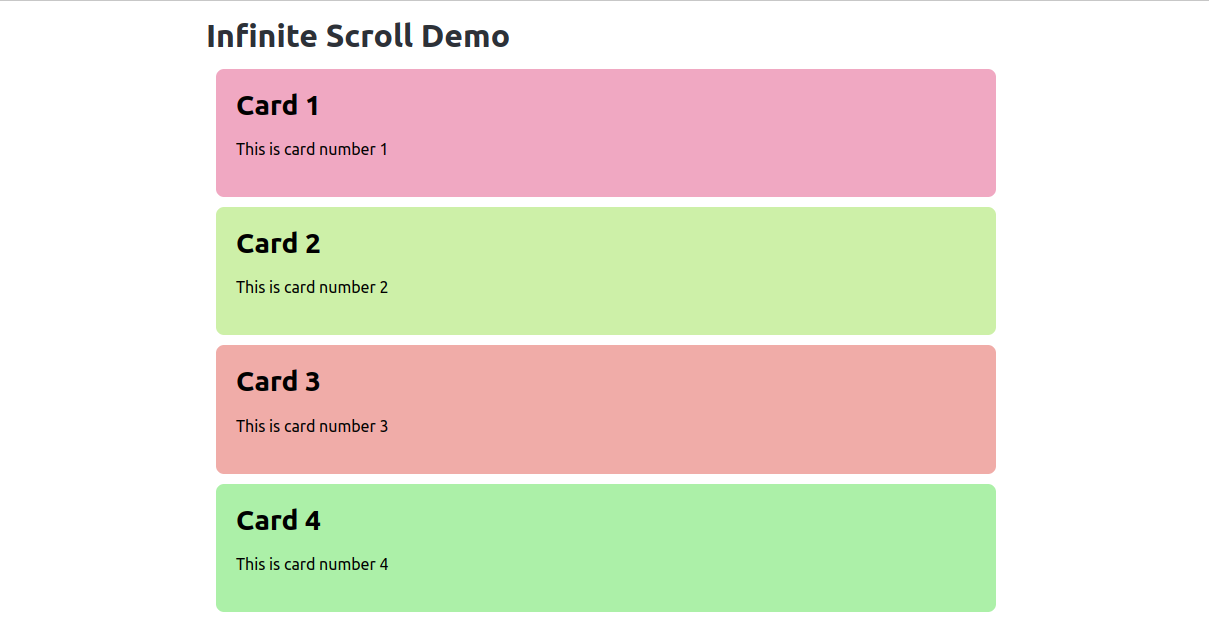 Infinite Scroll Demo
Card 1
This is card number 1
Card 2
This is card number 2
Card 3
This is card number 3
Card 4
This is card number 4